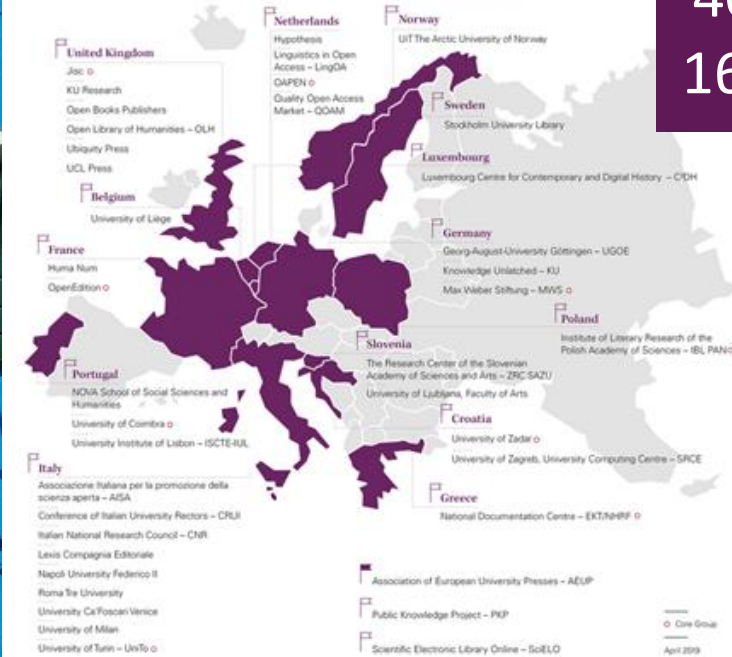 40
16
Netherlands
Hypothesis
Linguistics in Open
Access – LingOA
OAPEN
Quality Open Access
Market – QOAM
Norway
UiT The Arctic University of Norway
United Kingdom
Jisc
KU Research
Open Books Publishers
Open Library of Humanities – OLH
Ubiquity Press
UCL Press
Sweden
Stockholm University Library
Luxembourg
Luxembourg Centre for Contemporary and Digital History – C²DH
Belgium
University of Liège
Germany
Georg-August-University Göttingen – UGOE
Knowledge Unlatched – KU
Max Weber Stiftung – MWS
France
Huma Num
OpenEdition
Poland
Institute of Literary Research of the
Polish Academy of Sciences – IBL PAN
Slovenia
The Research Center of the Slovenian
Academy of Sciences and Arts – ZRC SAZU
University of Ljubljana, Faculty of Arts
Portugal
NOVA School of Social Sciences and
Humanities
University of Coimbra
University Institute of Lisbon – ISCTE-IUL
Croatia
University of Zadar
University of Zagreb, University Computing Centre – SRCE
Italy
Associazione Italiana per la promozione della
scienza aperta – AISA
Conference of Italian University Rectors – CRUI
Italian National Research Council – CNR
Lexis Compagnia Editoriale
Napoli University Federico II
Roma Tre University
University Ca'Foscari Venice
University of Milan
University of Turin – UniTo
Greece
National Documentation Centre – EKT/NHRF
Association of European University Presses – AEUP
Public Knowledge Project – PKP
Scientific Electronic Library Online – SciELO
Core Group
April 2019